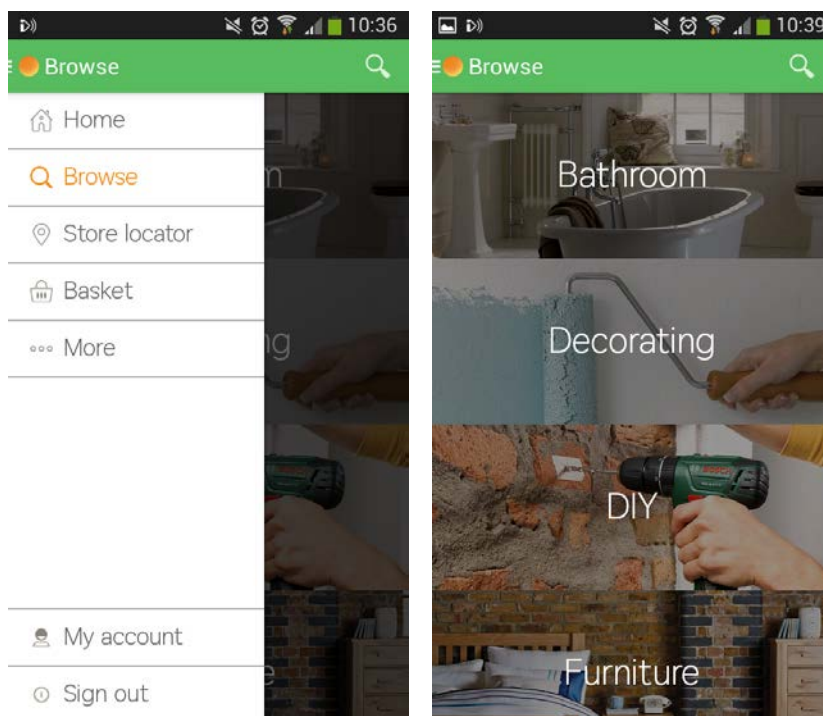 10:36
Browse
Home
Browse
Store locator
Basket
More
My account
Sign out
10:39
Browse
Bathroom
Decorating
DIY
BOSCH
Furniture